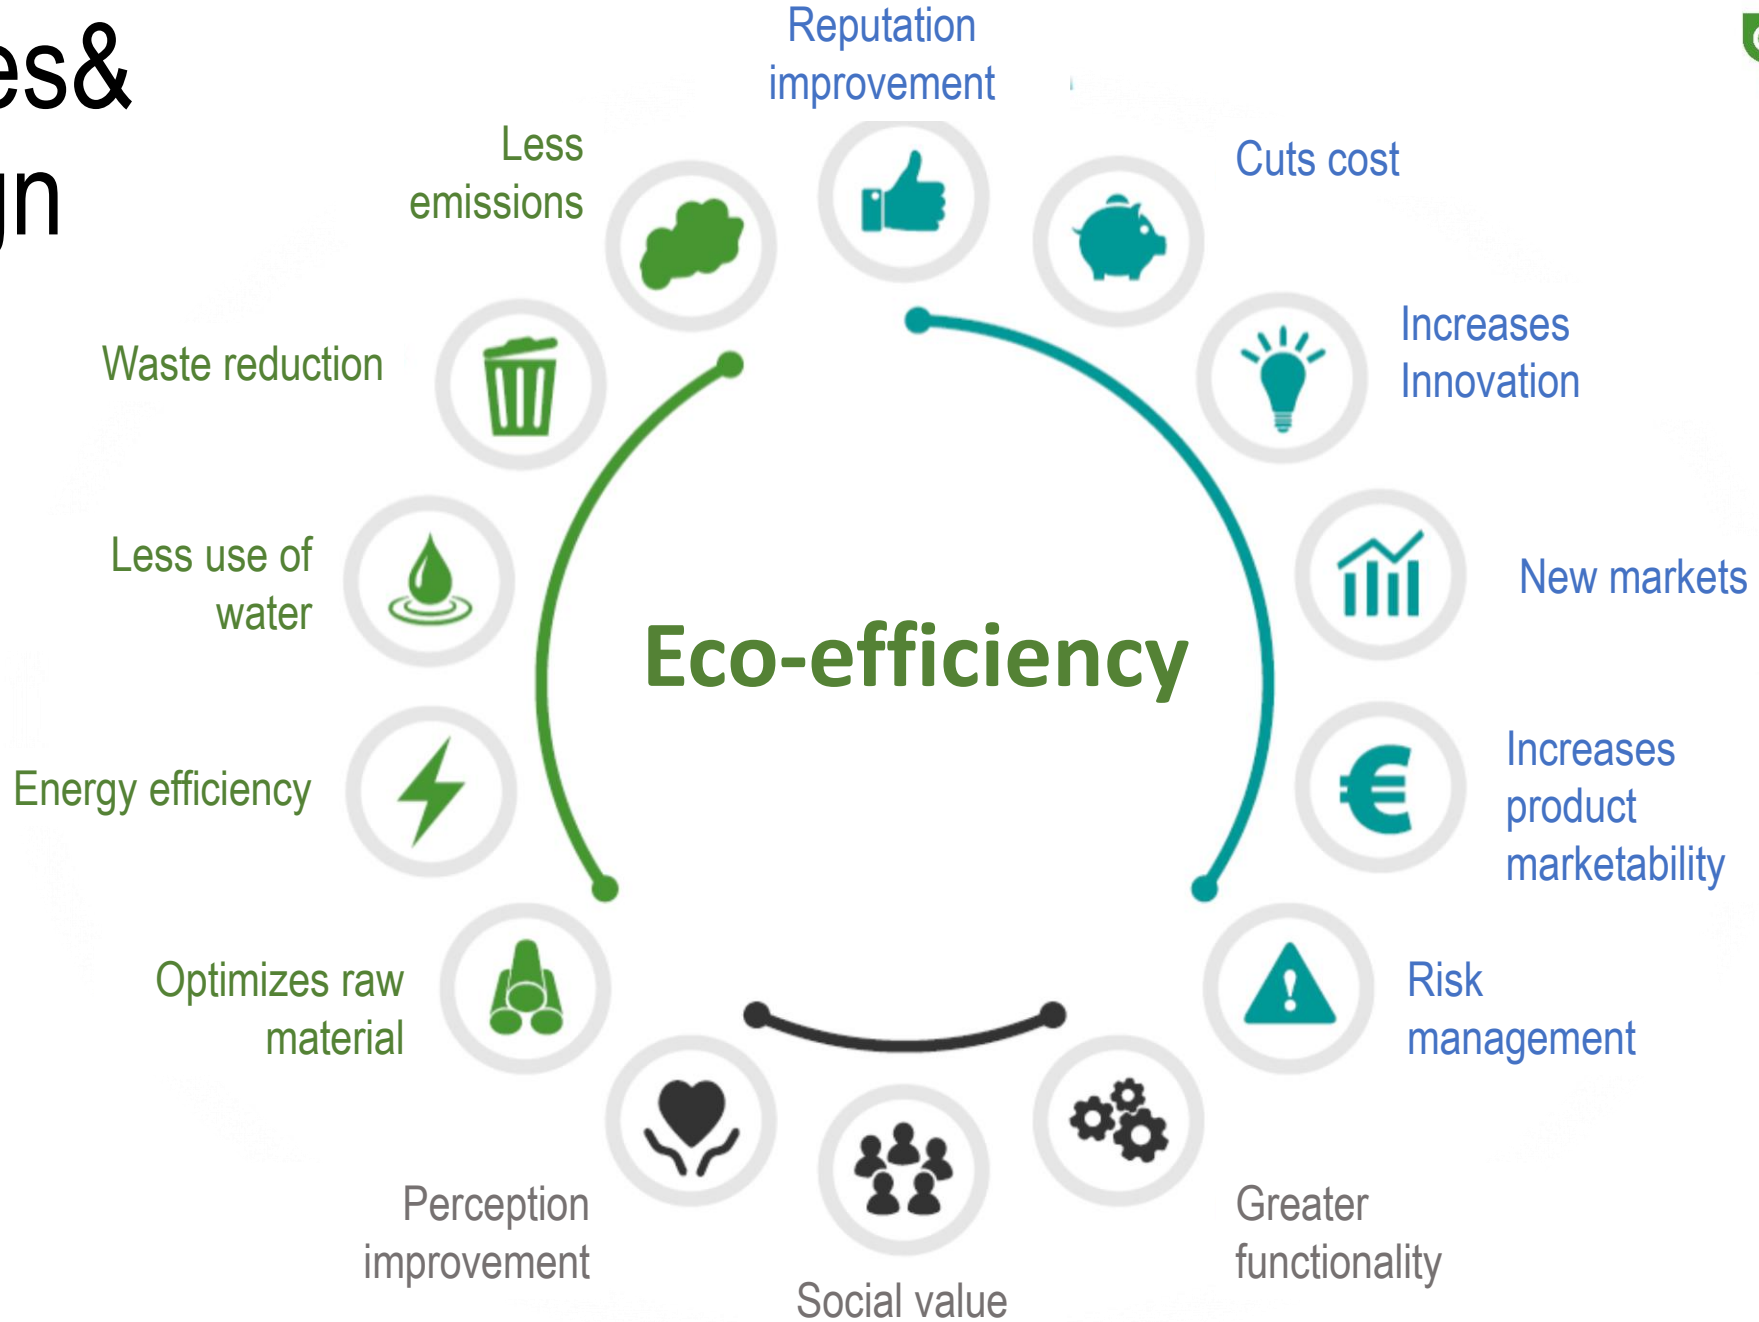 es&
gn
Reputation
improvement
Less
emissions
Cuts cost
Waste reduction
Increases
Innovation
Less use of
water
New markets
Eco-efficiency
Energy efficiency
Increases
product
marketability
Optimizes raw
material
Risk
management
Perception
improvement
Greater
functionality
Social value